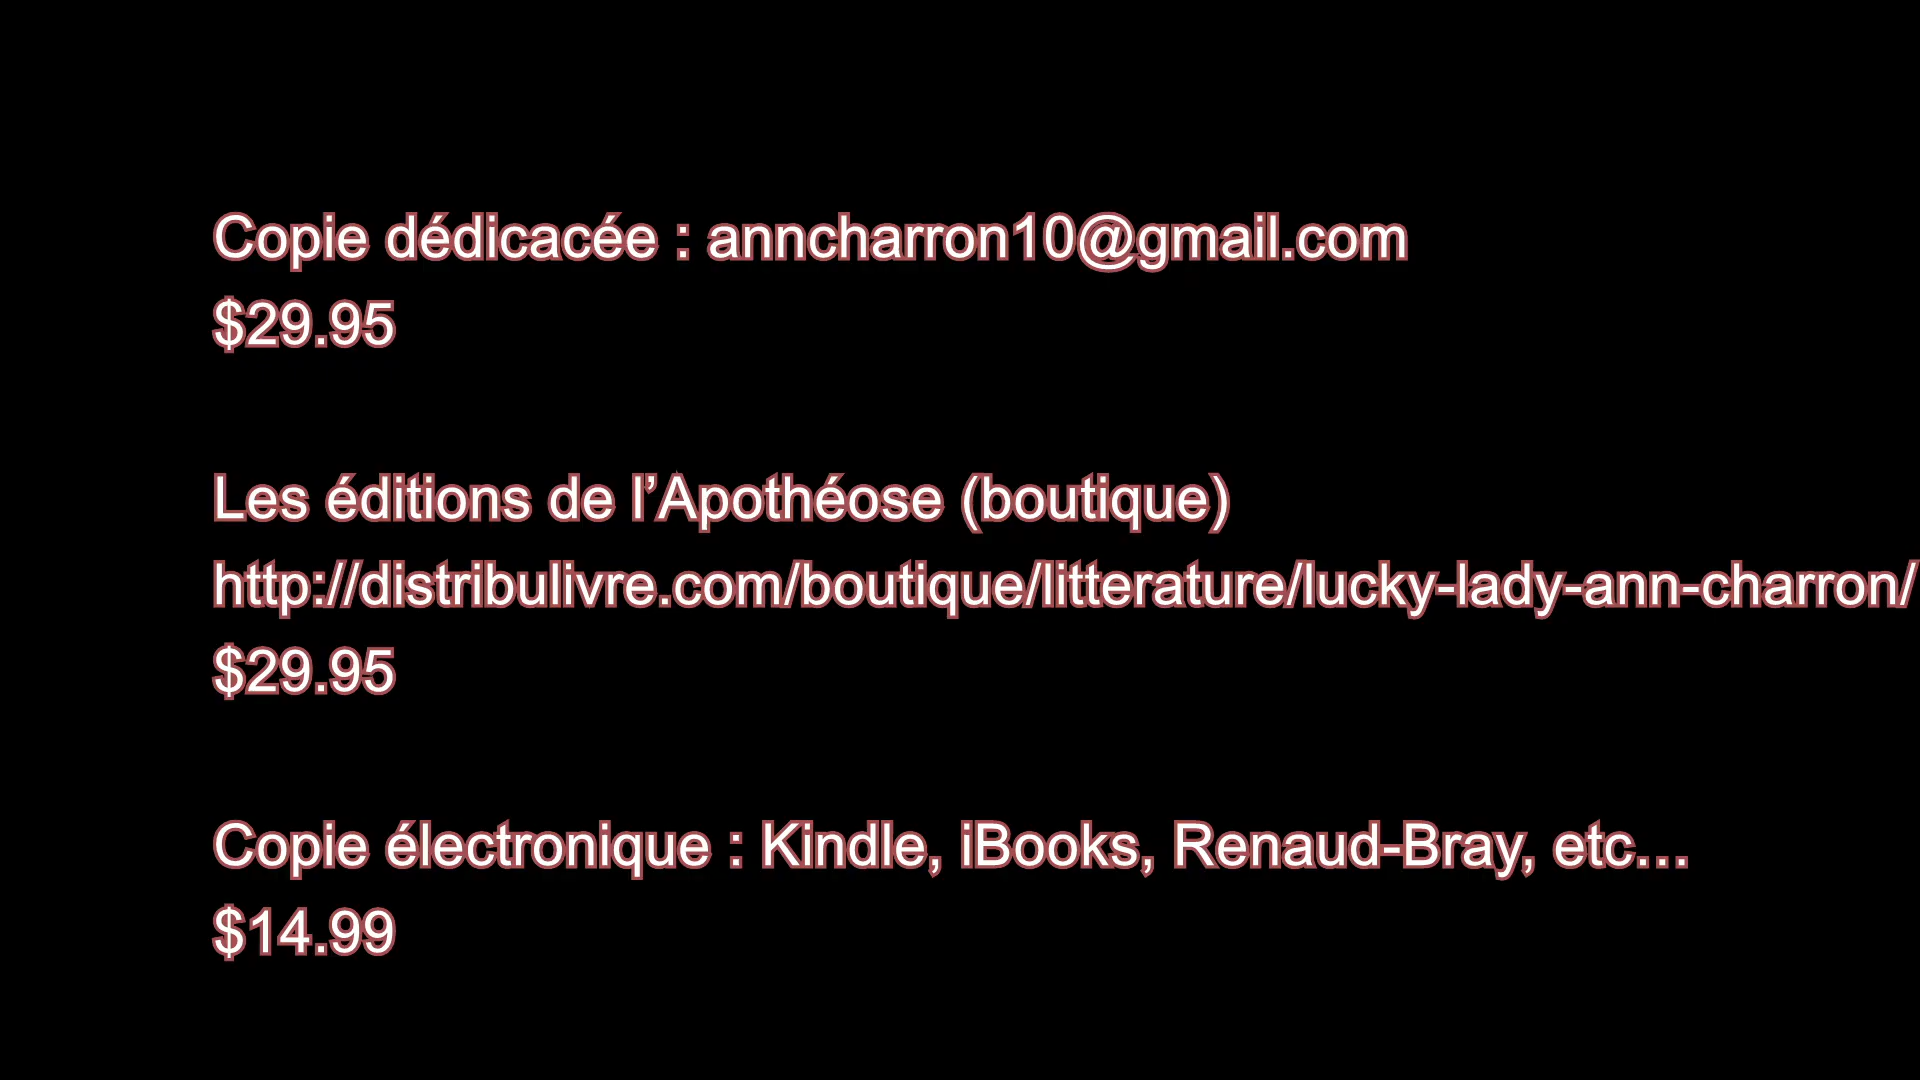 Copie dédicacée : anncharron10@gmail.com
$29.95
Les éditions de l’Apothéose (boutique)
http://distribulivre.com/boutique/litterature/lucky-lady-ann-charron/
$29.95
Copie électronique : Kindle, iBooks, Renaud-Bray, etc…
$14.99